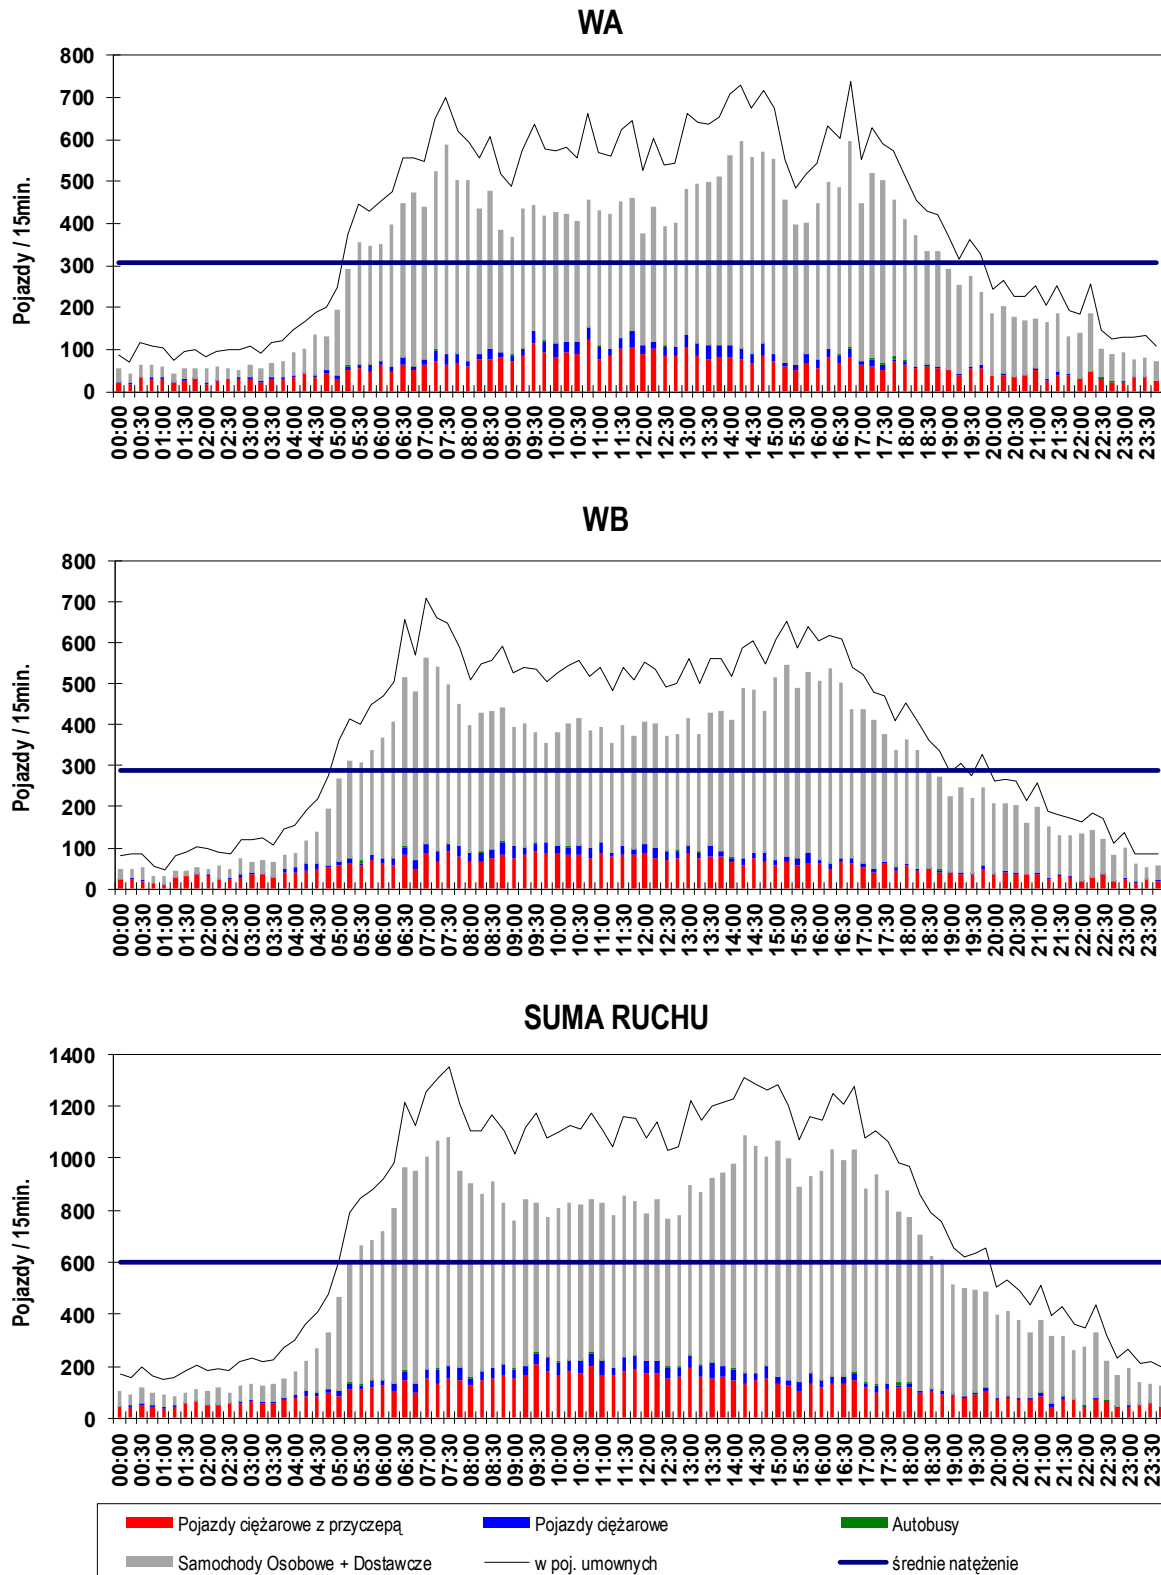 WA
800
700
600
500
400
300
200
100
0
Pojazdy / 15min.
00:00 00:30 01:00 01:30 02:00 02:30 03:00 03:30 04:00 04:30 05:00 05:30 06:00 06:30 07:00 07:30 08:00 08:30 09:00 09:30 10:00 10:30 11:00 11:30 12:00 12:30 13:00 13:30 14:00 14:30 15:00 15:30 16:00 16:30 17:00 17:30 18:00 18:30 19:00 19:30 20:00 20:30 21:00 21:30 22:00 22:30 23:00 23:30
WB
800
700
600
500
400
300
200
100
0
Pojazdy / 15min.
00:00 00:30 01:00 01:30 02:00 02:30 03:00 03:30 04:00 04:30 05:00 05:30 06:00 06:30 07:00 07:30 08:00 08:30 09:00 09:30 10:00 10:30 11:00 11:30 12:00 12:30 13:00 13:30 14:00 14:30 15:00 15:30 16:00 16:30 17:00 17:30 18:00 18:30 19:00 19:30 20:00 20:30 21:00 21:30 22:00 22:30 23:00 23:30
SUMA RUCHU
1400
1200
1000
800
600
400
200
0
Pojazdy / 15min.
00:00 00:30 01:00 01:30 02:00 02:30 03:00 03:30 04:00 04:30 05:00 05:30 06:00 06:30 07:00 07:30 08:00 08:30 09:00 09:30 10:00 10:30 11:00 11:30 12:00 12:30 13:00 13:30 14:00 14:30 15:00 15:30 16:00 16:30 17:00 17:30 18:00 18:30 19:00 19:30 20:00 20:30 21:00 21:30 22:00 22:30 23:00 23:30
Pojazdy ciężarowe z przyczepą Pojazdy ciężarowe Autobusy
Samochody Osobowe + Dostawcze w poj. umownych średnie natężenie